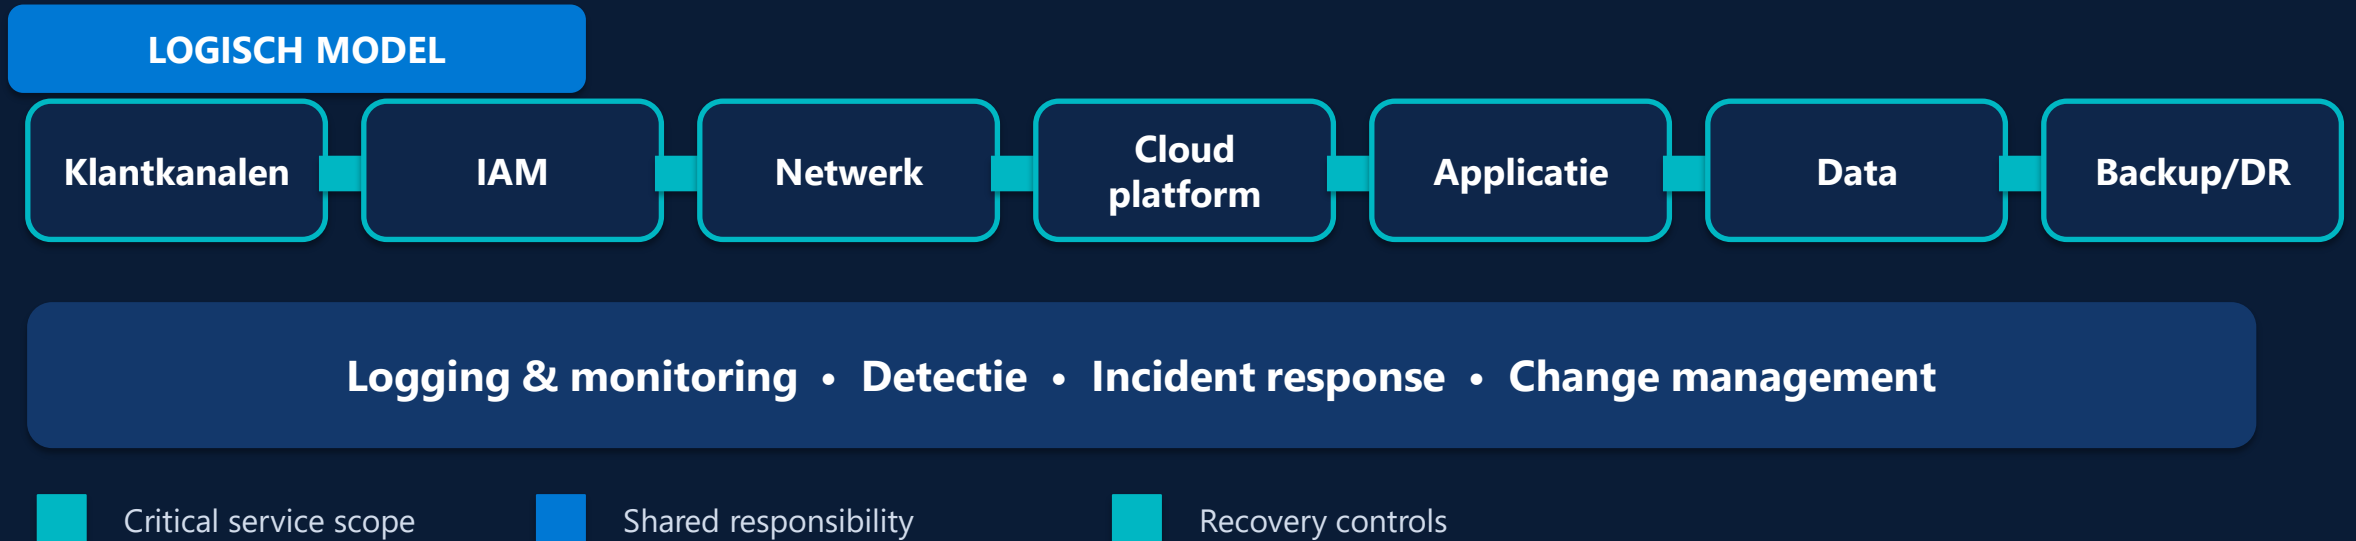 LOGISCH MODEL
Klantkanalen
IAM
Netwerk
Cloud
platform
Applicatie
Data
Backup/DR
Logging & monitoring • Detectie • Incident response • Change management
Critical service scope
Shared responsibility
Recovery controls